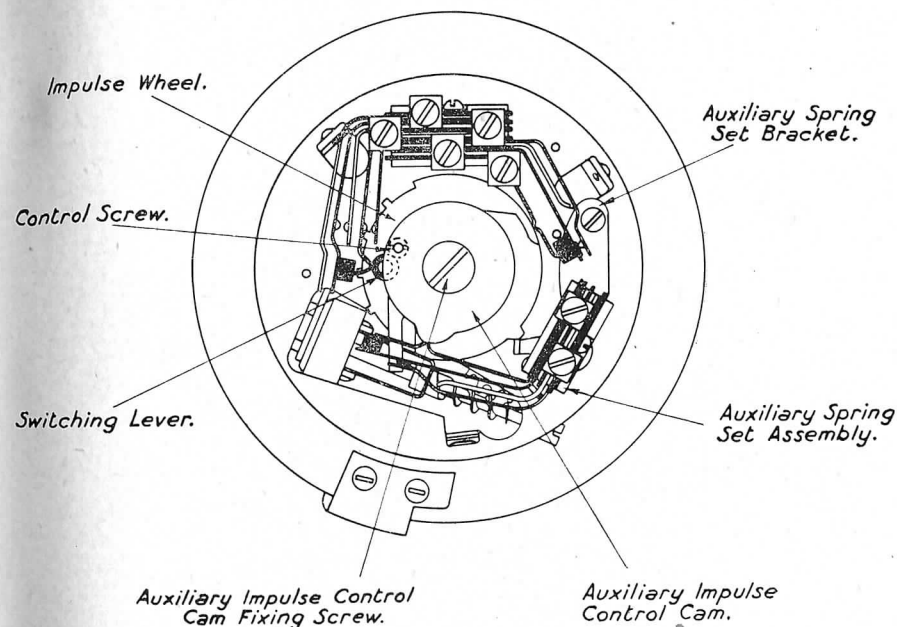 Impulse Wheel.
Auxiliary Spring
Set Bracket.
Control Screw.
Switching Lever.
Auxiliary Spring
Set Assembly.
Auxiliary Impulse Control
Cam Fixing Screw.
Auxiliary Impulse
Control Cam.